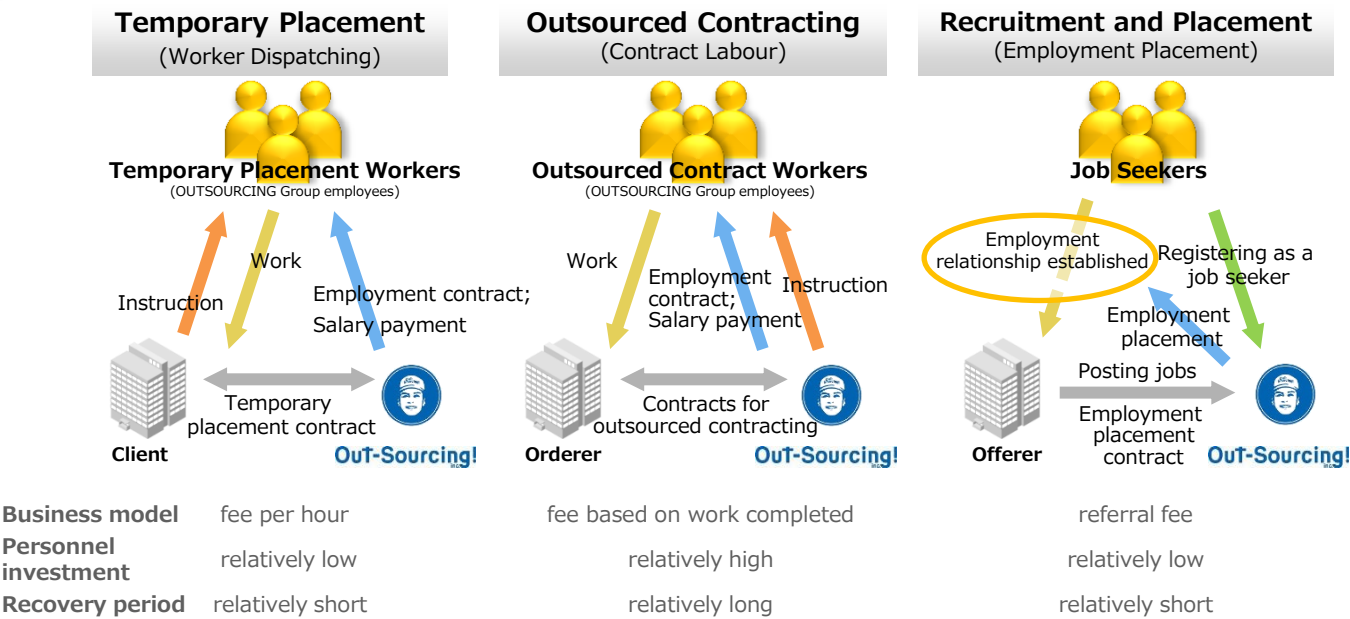 Temporary Placement
(Worker Dispatching)
Temporary Placement Workers
(OUTSOURCING Group employees)
Work
Instruction
Employment contract;
Salary payment
Temporary
placement contract
Client
OuT-Sourcing!
Outsourced Contracting
(Contract Labour)
Outsourced Contract Workers
(OUTSOURCING Group employees)
Work
Employment
contract;
Salary payment
Instruction
Contracts for
outsourced contracting
Orderer
OuT-Sourcing!
Recruitment and Placement
(Employment Placement)
Job Seekers
Employment
relationship established
Registering as a
job seeker
Employment
placement
Posting jobs
Employment
placement
contract
Offerer
OuT-Sourcing!
Business model fee per hour fee based on work completed referral fee
Personnel
investment relatively low relatively high relatively low
Recovery period relatively short relatively long relatively short